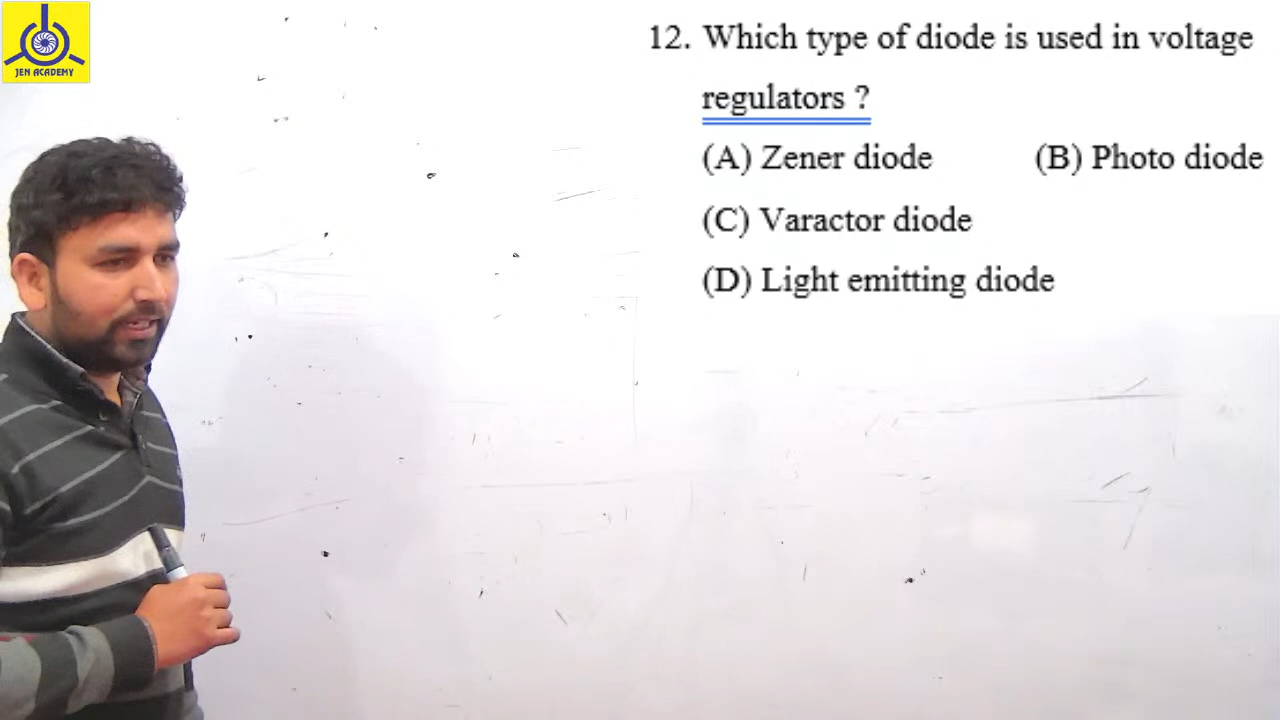 JEN ACADEMY
12. Which type of diode is used in voltage
regulators ?
(A) Zener diode (B) Photo diode
(C) Varactor diode
(D) Light emitting diode